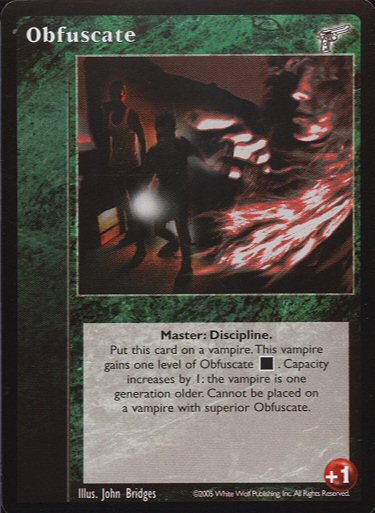 Obfuscate
Master: Discipline.
Put this card on a vampire. This vampire
gains one level of Obfuscate . Capacity
increases by 1: the vampire is one
generation older. Cannot be placed on
a vampire with superior Obfuscate.
+1
Illus. John Bridges
©2005 White Wolf Publishing, Inc. All Rights Reserved.